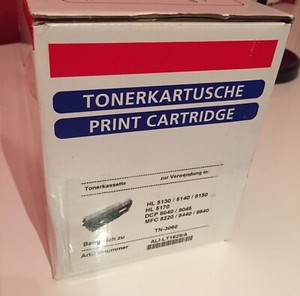 TONERKARTUSCHE
PRINT CARTRIDGE
Tonerkassette zur Verwendung in:
HL 5130 / 5140 / 5150
HL 5170
DCP 8040 / 8045
MFC 8220 / 8440 / 8840
TN-3060
zu